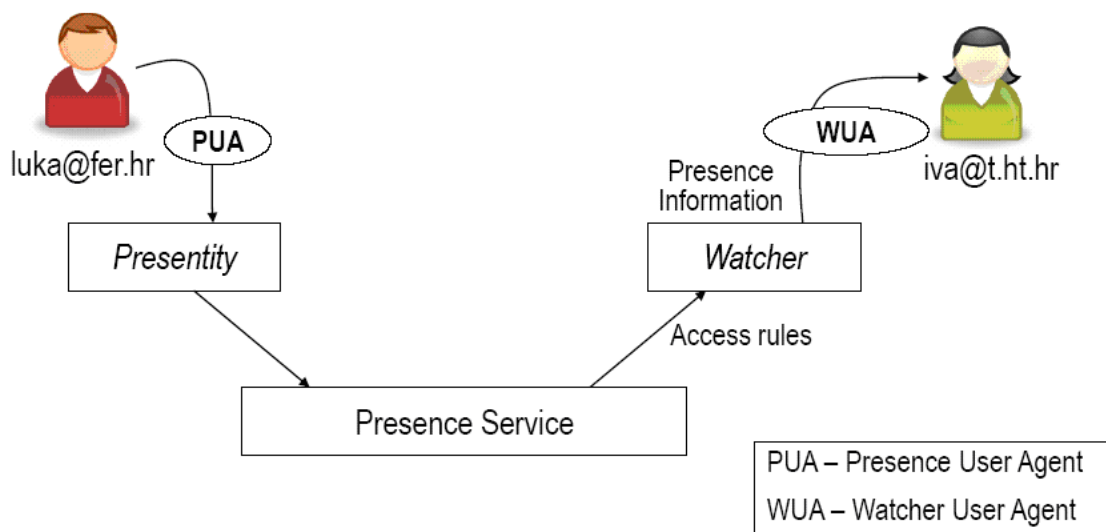 PUA
WUA
luka@fer.hr
iva@t.ht.hr
Presence
Information
Presentity
Watcher
Access rules
Presence Service
PUA – Presence User Agent
WUA – Watcher User Agent